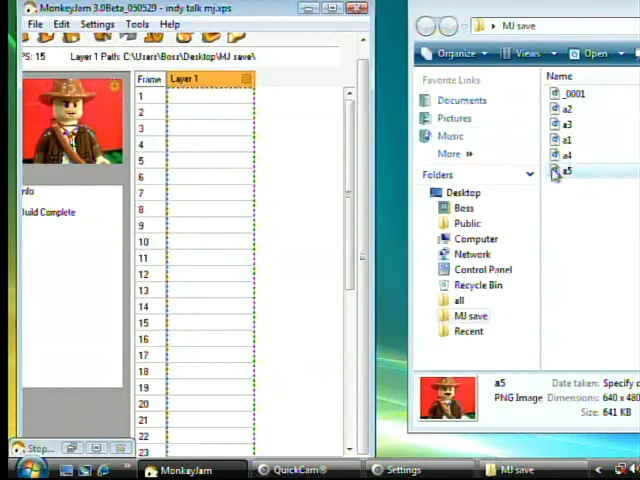 MonkeyJam 3.0Beta_050529 - indy talk mj.xps
File Edit Settings Tools Help
PS: 15 Layer 1 Path: C:\Users\Boss\Desktop\MJ save\
Frame Layer 1
1
2
3
4
5
6
7
8
9
10
11
12
13
14
15
16
17
18
19
20
21
22
23
nfo
Build Complete
Stop...
MJ save
Organize Views Open
Favorite Links
Documents
Pictures
Music
More »
Folders
Desktop
Boss
Public
Computer
Network
Control Panel
Recycle Bin
all
MJ save
Recent
Name
_0001
a2
a3
a1
a4
a5
a5
PNG Image
Date taken: Specify
Dimensions: 640 x 480
Size: 641 KB
MonkeyJam QuickCam® Settings MJ save